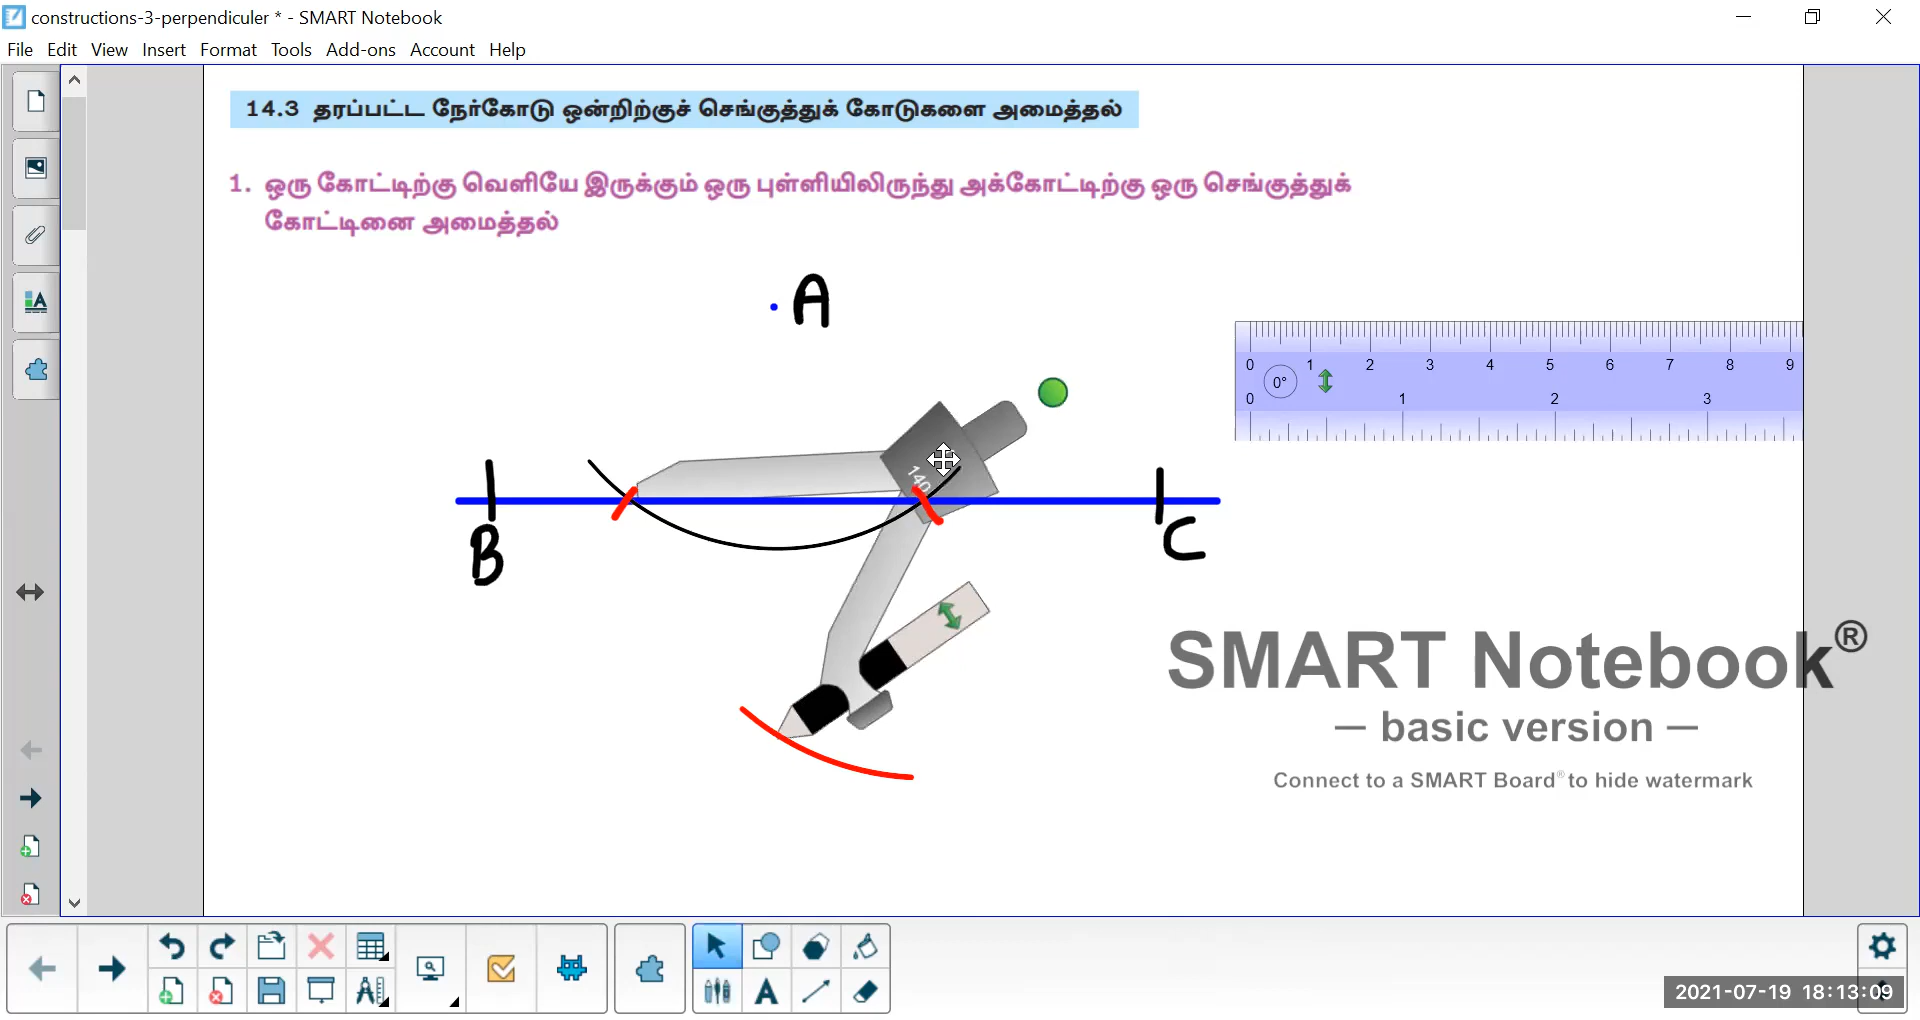 constructions-3-perpendiculer * - SMART Notebook
File Edit View Insert Format Tools Add-ons Account Help
14.3 தரப்பட்ட நேர்கோடு ஒன்றிற்குச் செங்குத்துக் கோடுகளை அமைத்தல்
1. ஒரு கோட்டிற்கு வெளியே இருக்கும் ஒரு புள்ளியிலிருந்து அக்கோட்டிற்கு ஒரு செங்குத்துக்
கோட்டினை அமைத்தல்
A
0 1 2 3 4 5 6 7 8 9
0°
0 1 2 3
140
B
C
SMART Notebook®
— basic version —
Connect to a SMART Board® to hide watermark
2021-07-19 18:13:09